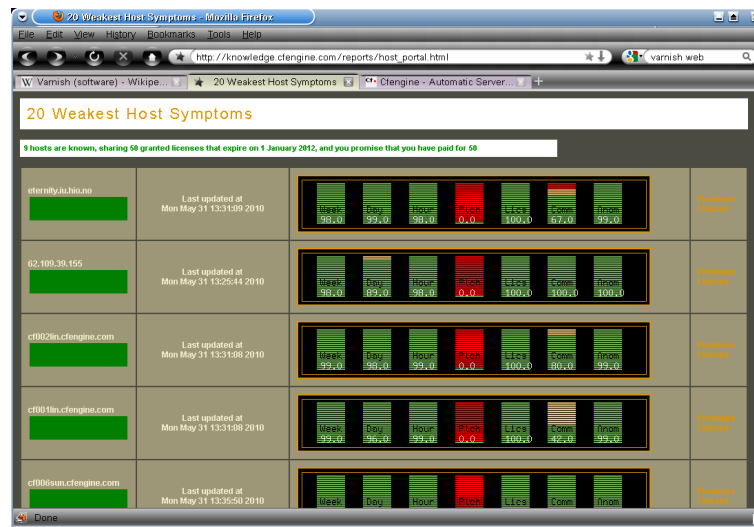 20 Weakest Host Symptoms - Mozilla Firefox
File Edit View History Bookmarks Tools Help
http://knowledge.cfengine.com/reports/host_portal.html
varnish web
W Varnish (software) - Wikipe...
20 Weakest Host Symptoms
Cfengine - Automatic Server...
20 Weakest Host Symptoms
9 hosts are known, sharing 50 granted licenses that expire on 1 January 2012, and you promise that you have paid for 50
eternity.iu.hio.no
Last updated at
Mon May 31 13:31:09 2010
Week Day Hour Ptch Lics Comm Anom
98.0 99.0 98.0 0.0 100.0 67.0 99.0
62.109.39.155
Last updated at
Mon May 31 13:25:44 2010
Week Day Hour Ptch Lics Comm Anom
98.0 89.0 98.0 0.0 100.0 100.0 100.0
cf002lin.cfengine.com
Last updated at
Mon May 31 13:31:08 2010
Week Day Hour Ptch Lics Comm Anom
99.0 98.0 99.0 0.0 100.0 80.0 99.0
cf001lin.cfengine.com
Last updated at
Mon May 31 13:31:08 2010
Week Day Hour Ptch Lics Comm Anom
99.0 96.0 99.0 0.0 100.0 42.0 99.0
cf006sun.cfengine.com
Last updated at
Mon May 31 13:35:50 2010
Week Day Hour Ptch Lics Comm Anom
Done